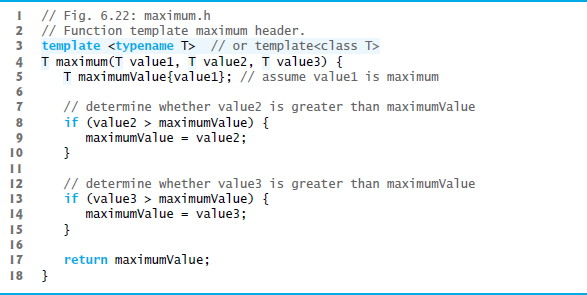 1 // Fig. 6.22: maximum.h
2 // Function template maximum header.
3 template <typename T>  // or template<class T>
4 T maximum(T value1, T value2, T value3) {
5    T maximumValue{value1}; // assume value1 is maximum
6
7    // determine whether value2 is greater than maximumValue
8    if (value2 > maximumValue) {
9       maximumValue = value2;
10    }
11
12    // determine whether value3 is greater than maximumValue
13    if (value3 > maximumValue) {
14       maximumValue = value3;
15    }
16
17    return maximumValue;
18 }